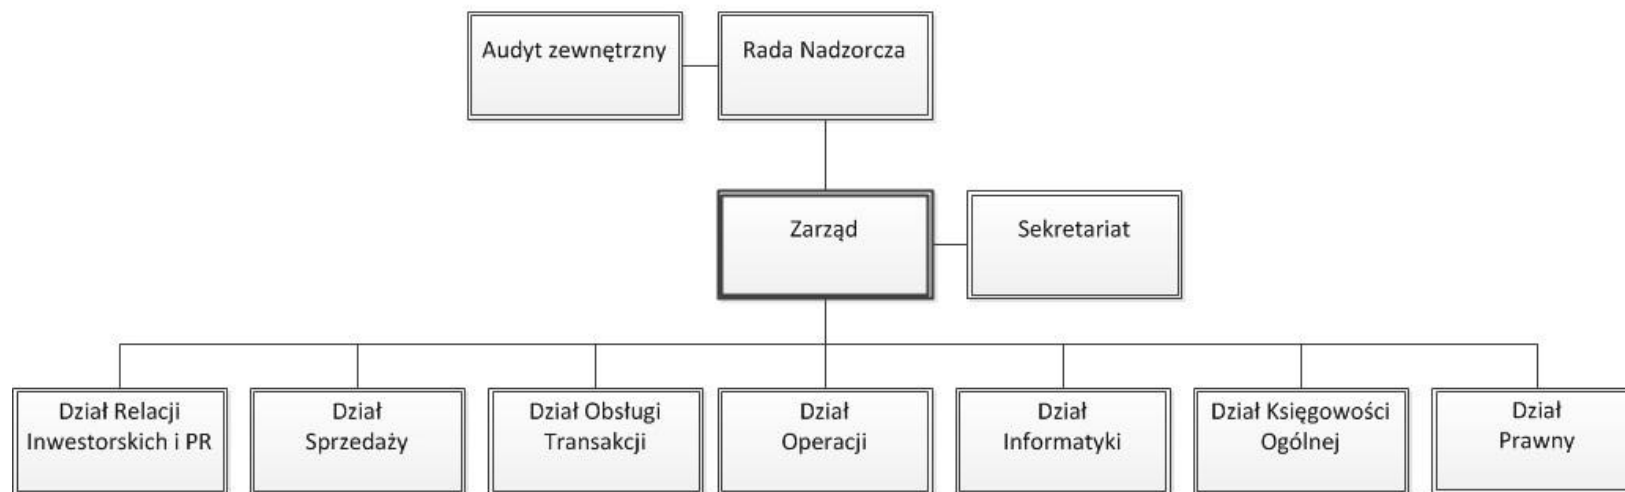 Audyt zewnętrzny
Rada Nadzorcza
Zarząd
Sekretariat
Dział Relacji
Inwestorskich i PR
Dział
Sprzedaży
Dział Obsługi
Transakcji
Dział
Operacji
Dział
Informatyki
Dział Księgowości
Ogólnej
Dział
Prawny